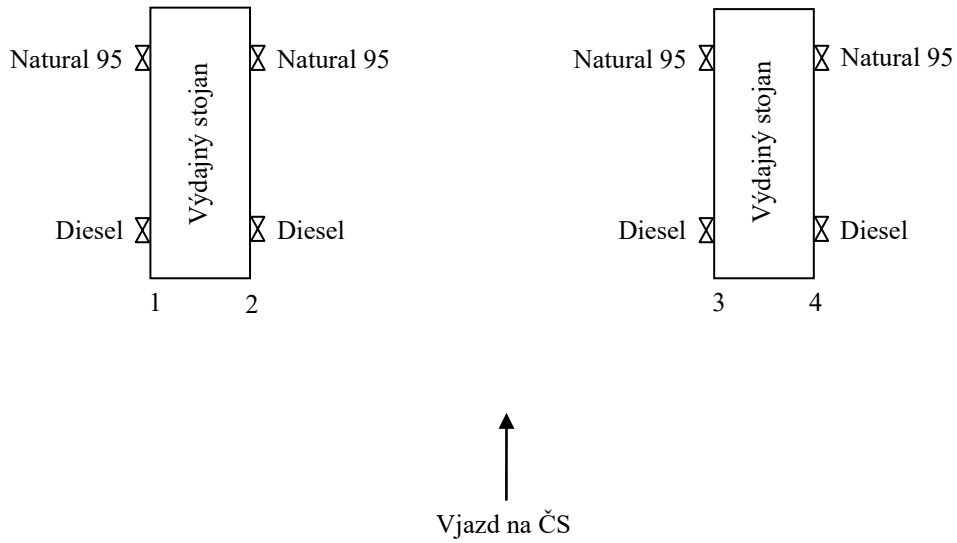 Natural 95
Výdajný stojan
Natural 95
Natural 95
Výdajný stojan
Natural 95
Diesel
Diesel
Diesel
Diesel
1
2
3
4
Vjazd na ČS